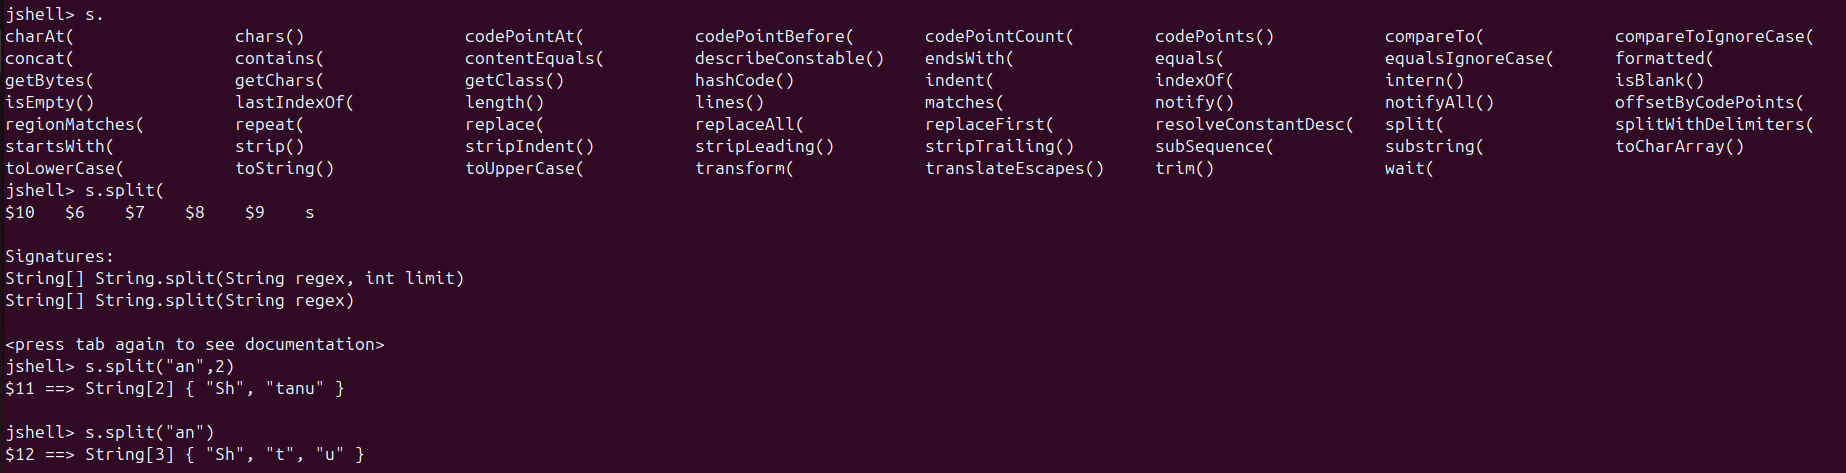 jshell> s.
charAt( chars() codePointAt( codePointBefore( codePointCount( codePoints() compareTo( compareToIgnoreCase(
concat( contains( contentEquals( describeConstable() endsWith( equals( equalsIgnoreCase( formatted(
getBytes( getChars( getClass() hashCode() indent( indexOf( intern() isBlank()
isEmpty() lastIndexOf( length() lines() matches( notify() notifyAll() offsetByCodePoints(
regionMatches( repeat( replace( replaceAll( replaceFirst( resolveConstantDesc( split( splitWithDelimiters(
startsWith( strip() stripIndent() stripLeading() stripTrailing() subSequence( substring( toCharArray()
toLowerCase( toString() toUpperCase( transform( translateEscapes() trim() wait(
jshell> s.split(
$10 $6 $7 $8 $9 s
Signatures:
String[] String.split(String regex, int limit)
String[] String.split(String regex)
<press tab again to see documentation>
jshell> s.split("an",2)
$11 ==> String[2] { "Sh", "tanu" }
jshell> s.split("an")
$12 ==> String[3] { "Sh", "t", "u" }